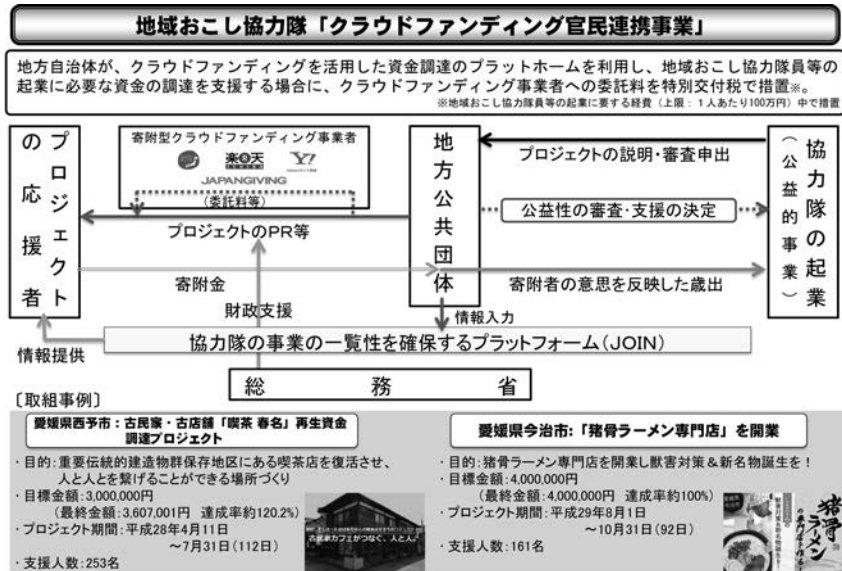 地域おこし協力隊「クラウドファンディング官民連携事業」
地方自治体が、クラウドファンディングを活用した資金調達のプラットホームを利用し、地域おこし協力隊員等の
起業に必要な資金の調達を支援する場合に、クラウドファンディング事業者への委託料を特別交付税で措置※。
※地域おこし協力隊員等の起業に要する経費（上限：１人あたり100万円）中で措置
プロジェクト
の応援者
寄附型クラウドファンディング事業者
楽天
Y!
JAPANGIVING
(委託料等)
プロジェクトのPR等
地方公共団体
プロジェクトの説明・審査申出
公益性の審査・支援の決定
協力隊の起業
（公益的事業）
寄附金
寄附者の意思を反映した歳出
財政支援
情報入力
情報提供
協力隊の事業の一覧性を確保するプラットフォーム（JOIN）
総務省
〔取組事例〕
愛媛県西予市：古民家・古店舗「喫茶 春名」再生資金
調達プロジェクト
・目的：重要伝統的建造物群保存地区にある喫茶店を復活させ、
人と人とを繋げることができる場所づくり
・目標金額：3,000,000円
（最終金額：3,607,001円　達成率約120.2%）
・プロジェクト期間：平成28年4月11日
～7月31日（112日）
・支援人数：253名
古民家カフェがつなぐ、人と人。
愛媛県今治市：「猪骨ラーメン専門店」を開業
・目的：猪骨ラーメン専門店を開業し獣害対策＆新名物誕生を！
・目標金額：4,000,000円
（最終金額：4,000,000円　達成率約100%）
・プロジェクト期間：平成29年8月1日
～10月31日（92日）
・支援人数：161名
猪骨
ラーメン